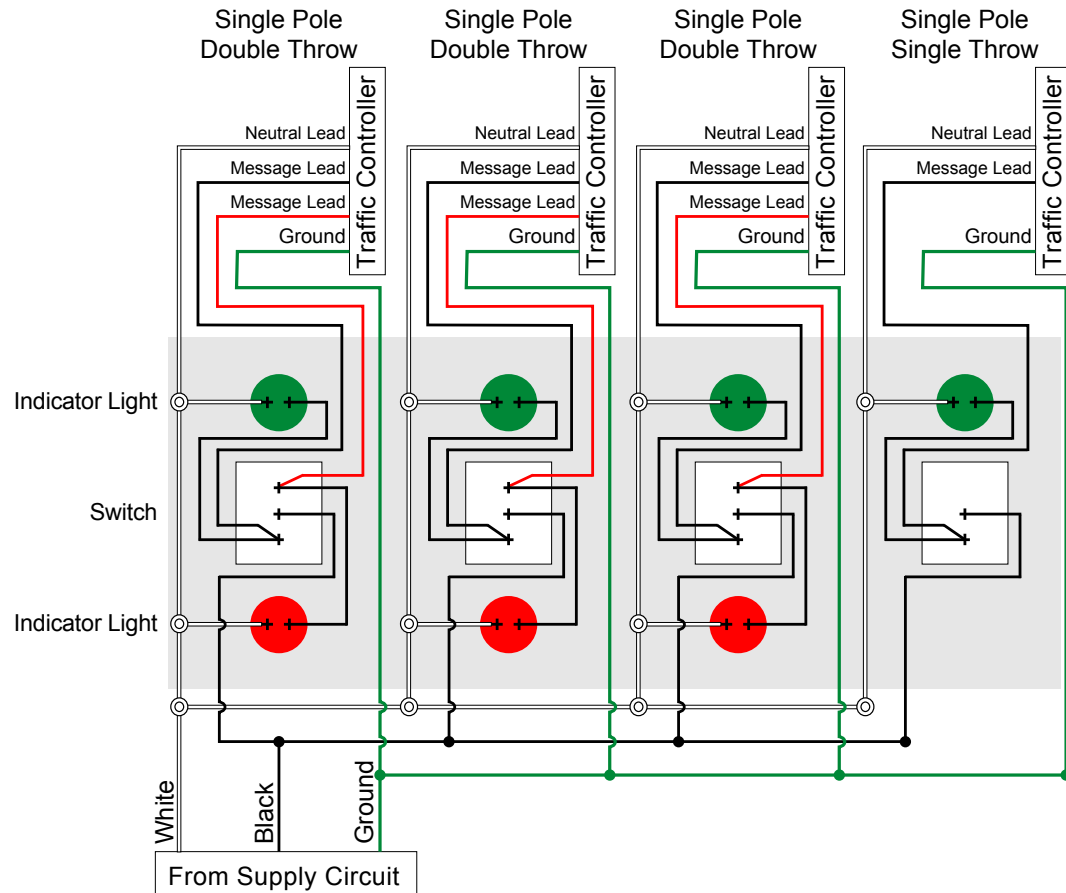 Single Pole
Double Throw
Single Pole
Double Throw
Single Pole
Double Throw
Single Pole
Single Throw
Neutral Lead
Message Lead
Message Lead
Ground
Traffic Controller
Neutral Lead
Message Lead
Message Lead
Ground
Traffic Controller
Neutral Lead
Message Lead
Message Lead
Ground
Traffic Controller
Neutral Lead
Message Lead
Ground
Traffic Controller
Indicator Light
Switch
Indicator Light
White
Black
Ground
From Supply Circuit